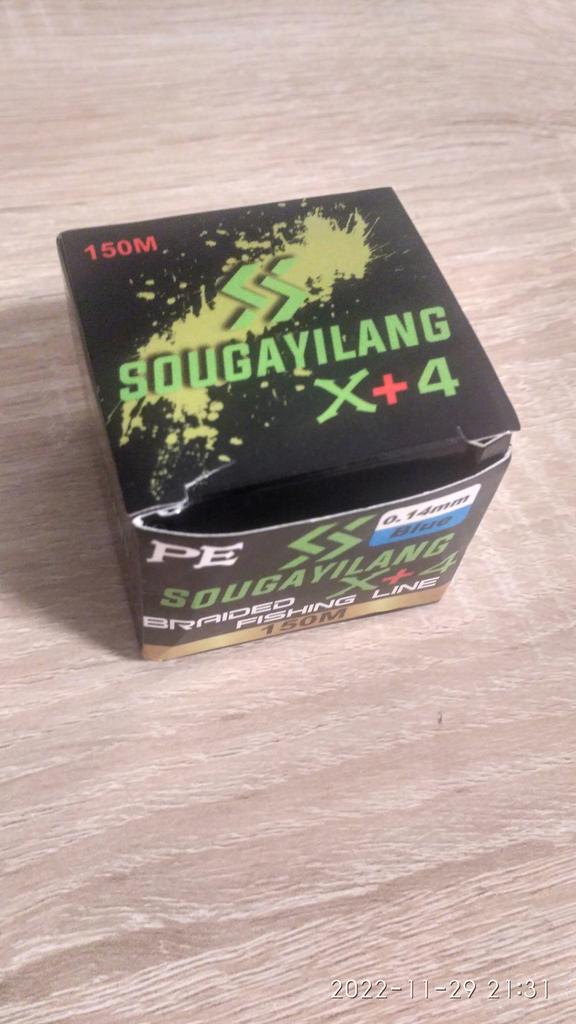 150M
SOUGAYILANG
X+4
0.14mm
Blue
PE
SOUGAYILANG
X+4
BRAIDED FISHING LINE
150M
2022-11-29 21:31